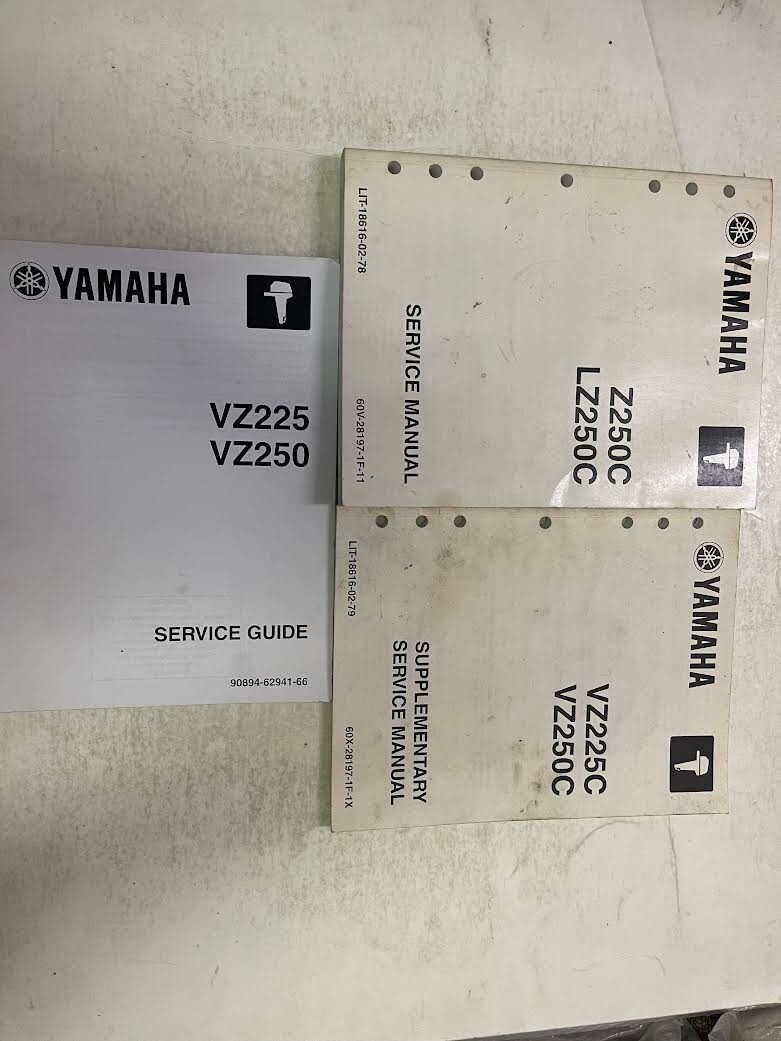 YAMAHA
VZ225
VZ250
SERVICE GUIDE
90894-62941-66
YAMAHA
Z250C
LZ250C
SERVICE MANUAL
LIT-18616-02-78
60V-28197-1F-11
YAMAHA
VZ225C
VZ250C
SUPPLEMENTARY
SERVICE MANUAL
LIT-18616-02-79
60X-28197-1F-1X